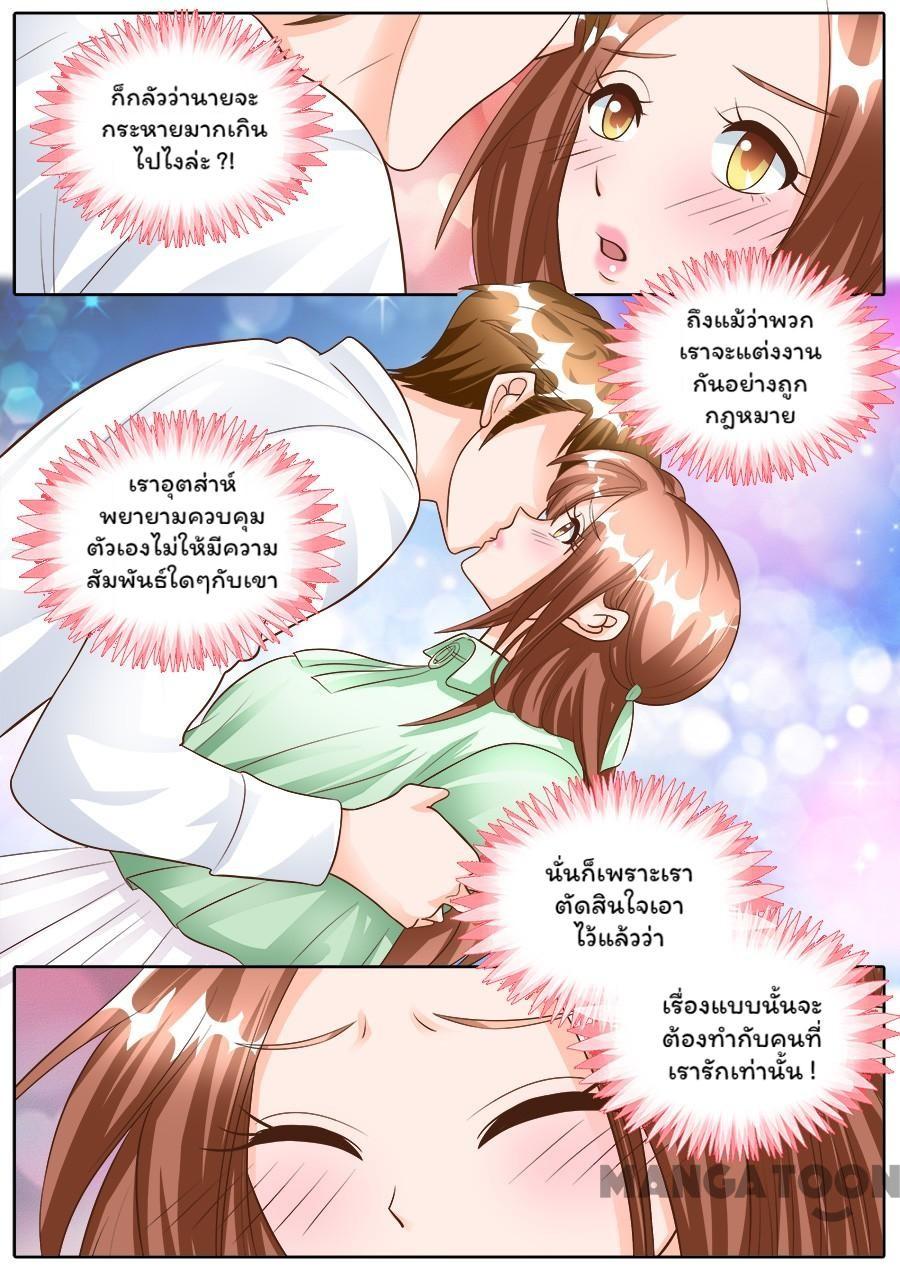 ก็กลัวว่านายจะ
กระหายมากเกิน
ไปไงล่ะ ?!
ถึงแม้ว่าพวก
เราจะแต่งงาน
กันอย่างถูก
กฎหมาย
เราอุตส่าห์
พยายามควบคุม
ตัวเองไม่ให้มีความ
สัมพันธ์ใดๆกับเขา
นั่นก็เพราะเรา
ตัดสินใจเอา
ไว้แล้วว่า
เรื่องแบบนั้นจะ
ต้องทำกับคนที่
เรารักเท่านั้น !
MANGA TOON